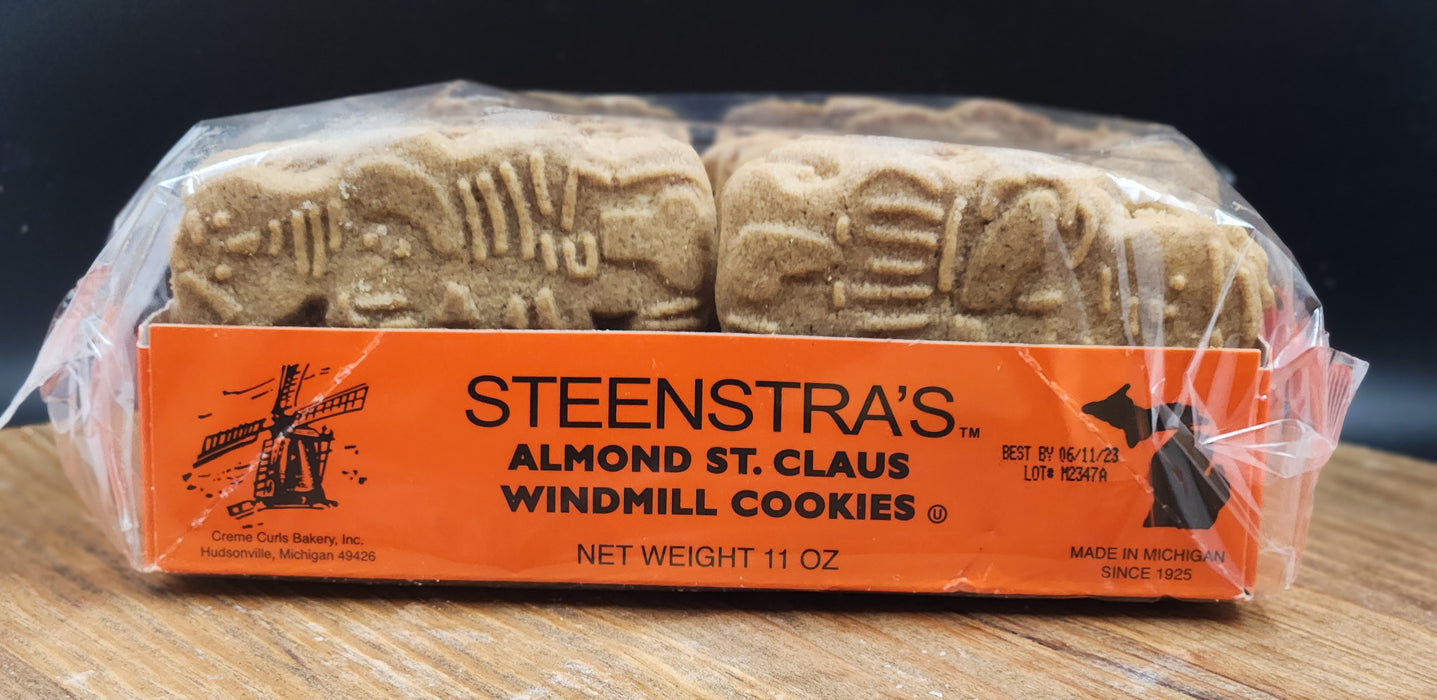 STEENSTRA'S™
ALMOND ST. CLAUS
WINDMILL COOKIES Ⓤ
NET WEIGHT 11 OZ
Creme Curls Bakery, Inc.
Hudsonville, Michigan 49426
BEST BY 06/11/23
LOT# M2347A
MADE IN MICHIGAN
SINCE 1925